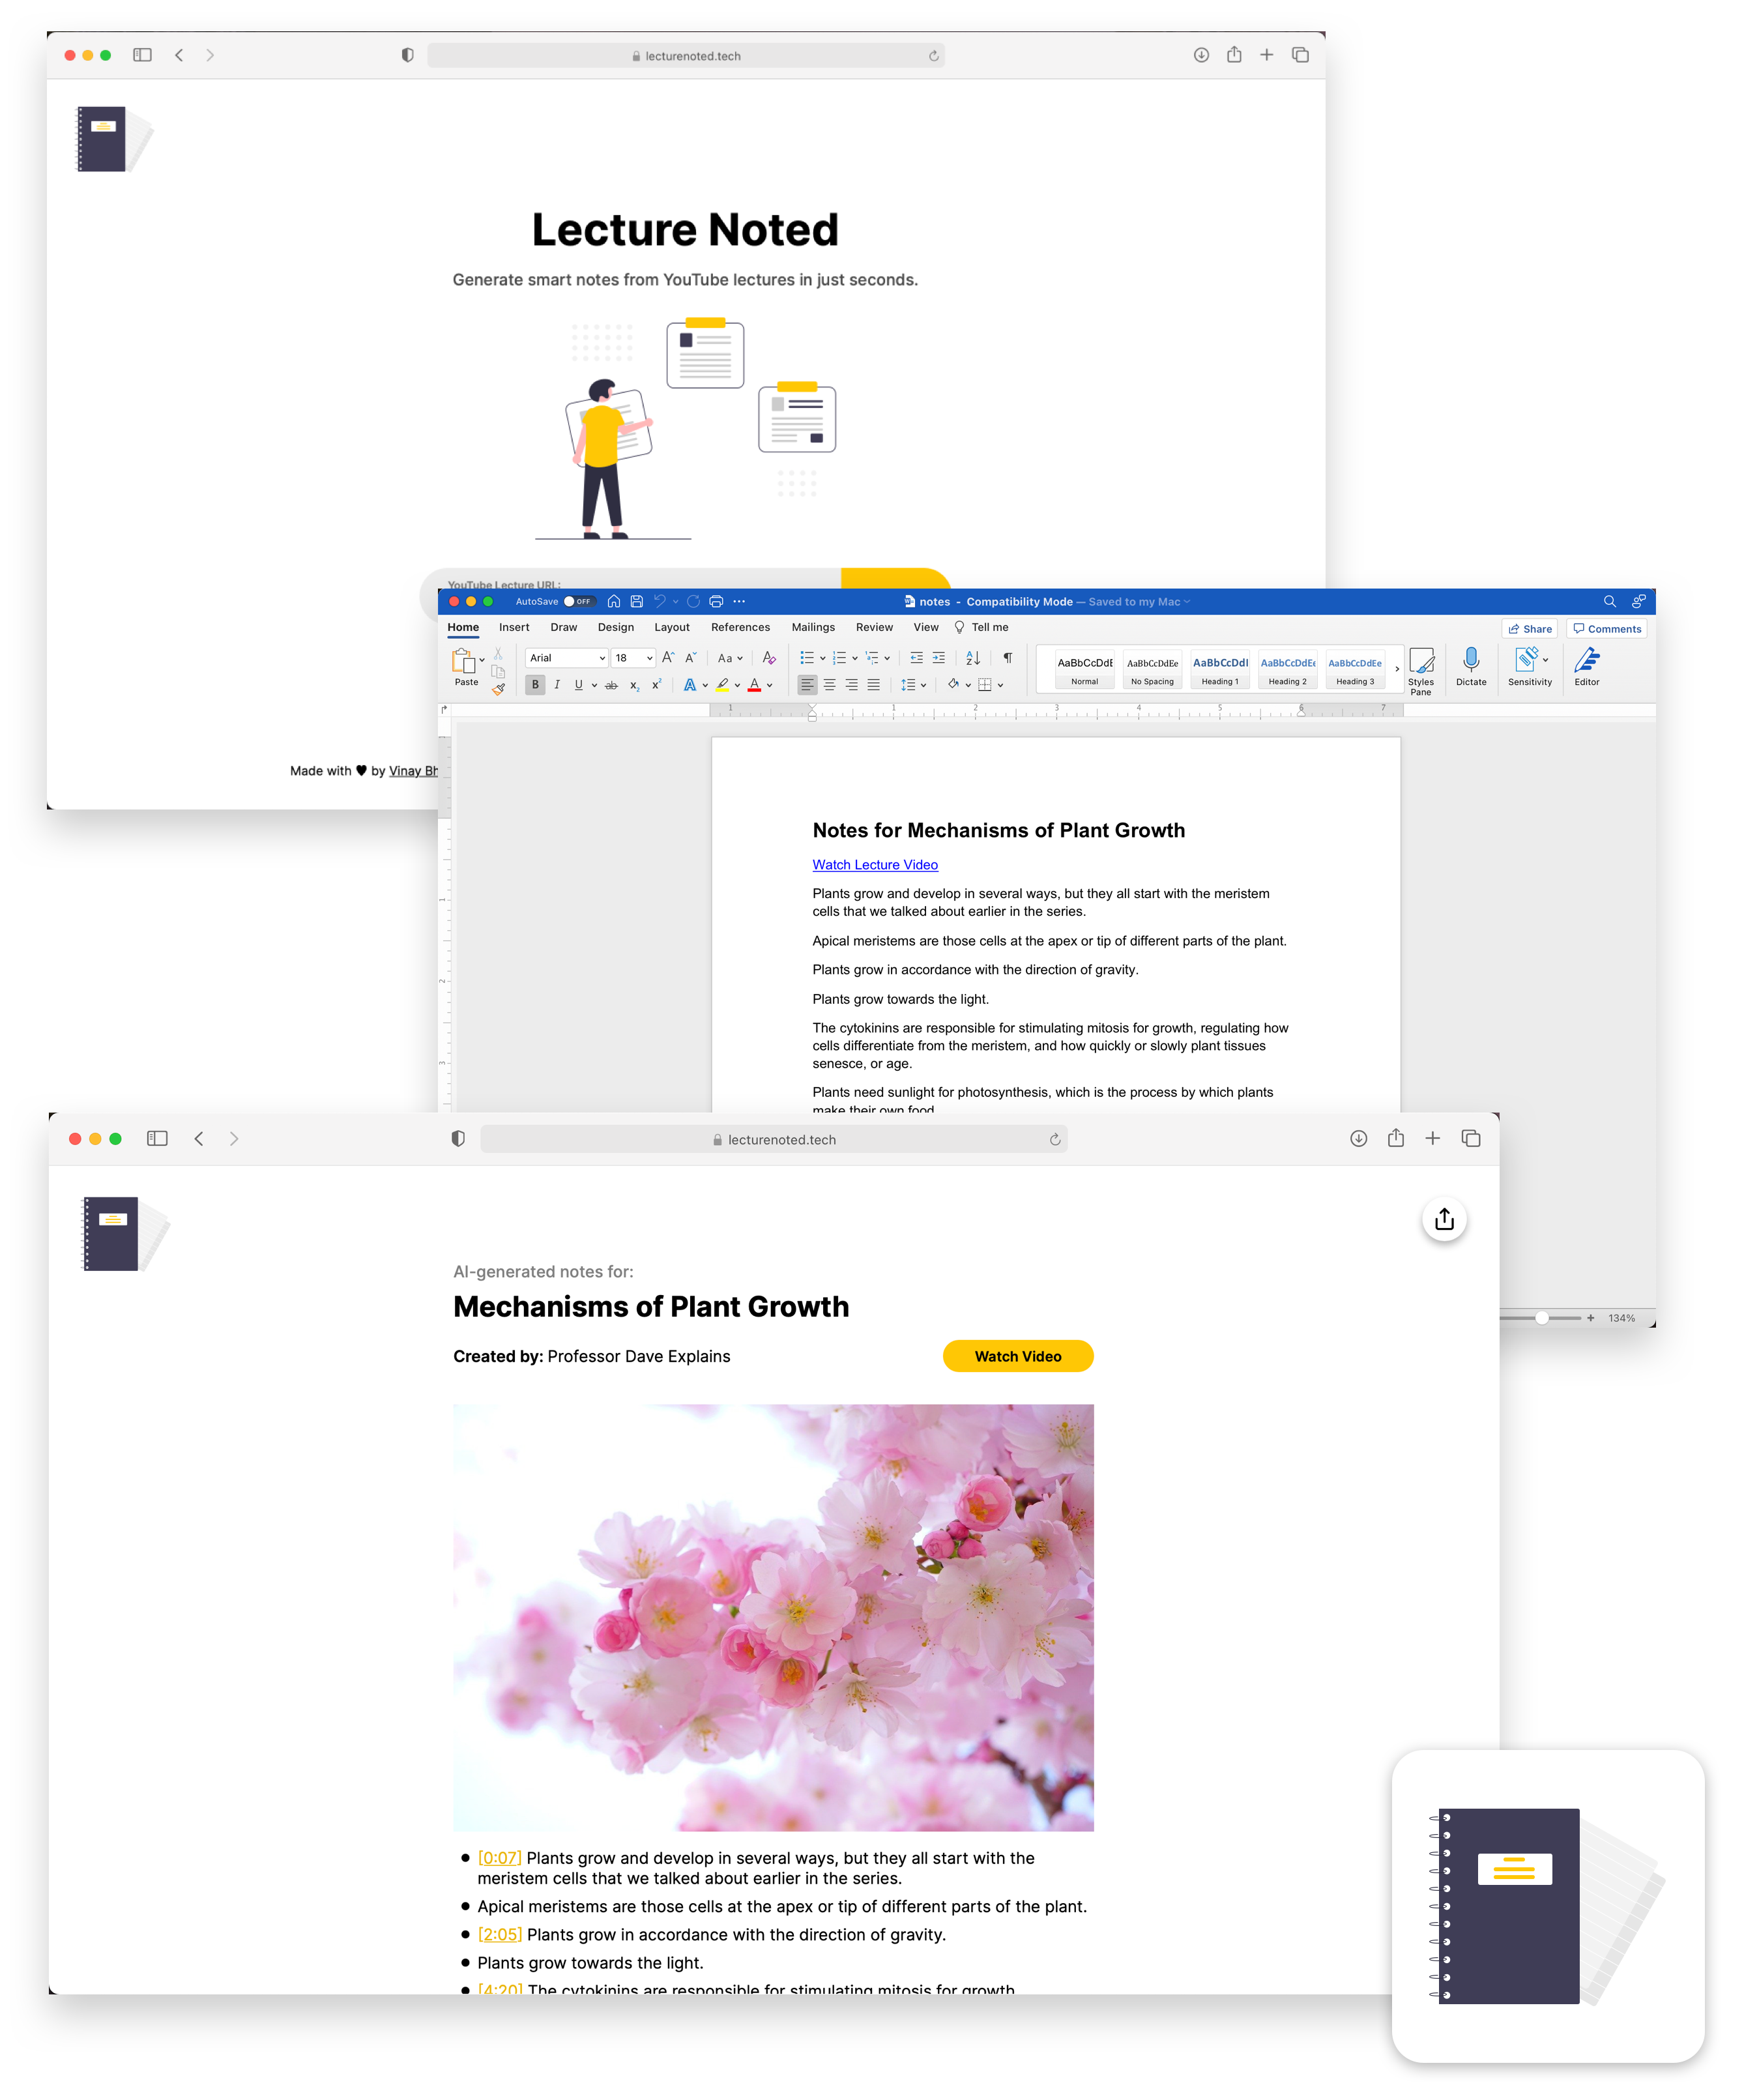 lecturenoted.tech
Lecture Noted
Generate smart notes from YouTube lectures in just seconds.
YouTube Lecture URL:
Made with ♥ by Vinay Bh
AutoSave OFF
notes - Compatibility Mode — Saved to my Mac
Home Insert Draw Design Layout References Mailings Review View Tell me
Share Comments
Paste
Arial 18
AaBbCcDdE AaBbCcDdEe AaBbCcDdI AaBbCcDdEe AaBbCcDdEe
Normal No Spacing Heading 1 Heading 2 Heading 3
Styles Pane Dictate Sensitivity Editor
1 1 2 3 4 5 6 7
1
2
3
Notes for Mechanisms of Plant Growth
Watch Lecture Video
Plants grow and develop in several ways, but they all start with the meristem
cells that we talked about earlier in the series.
Apical meristems are those cells at the apex or tip of different parts of the plant.
Plants grow in accordance with the direction of gravity.
Plants grow towards the light.
The cytokinins are responsible for stimulating mitosis for growth, regulating how
cells differentiate from the meristem, and how quickly or slowly plant tissues
senesce, or age.
Plants need sunlight for photosynthesis, which is the process by which plants
make their own food
134%
lecturenoted.tech
AI-generated notes for:
Mechanisms of Plant Growth
Created by: Professor Dave Explains
Watch Video
[0:07] Plants grow and develop in several ways, but they all start with the
meristem cells that we talked about earlier in the series.
Apical meristems are those cells at the apex or tip of different parts of the plant.
[2:05] Plants grow in accordance with the direction of gravity.
Plants grow towards the light.
[4:20] The cytokinins are responsible for stimulating mitosis for growth